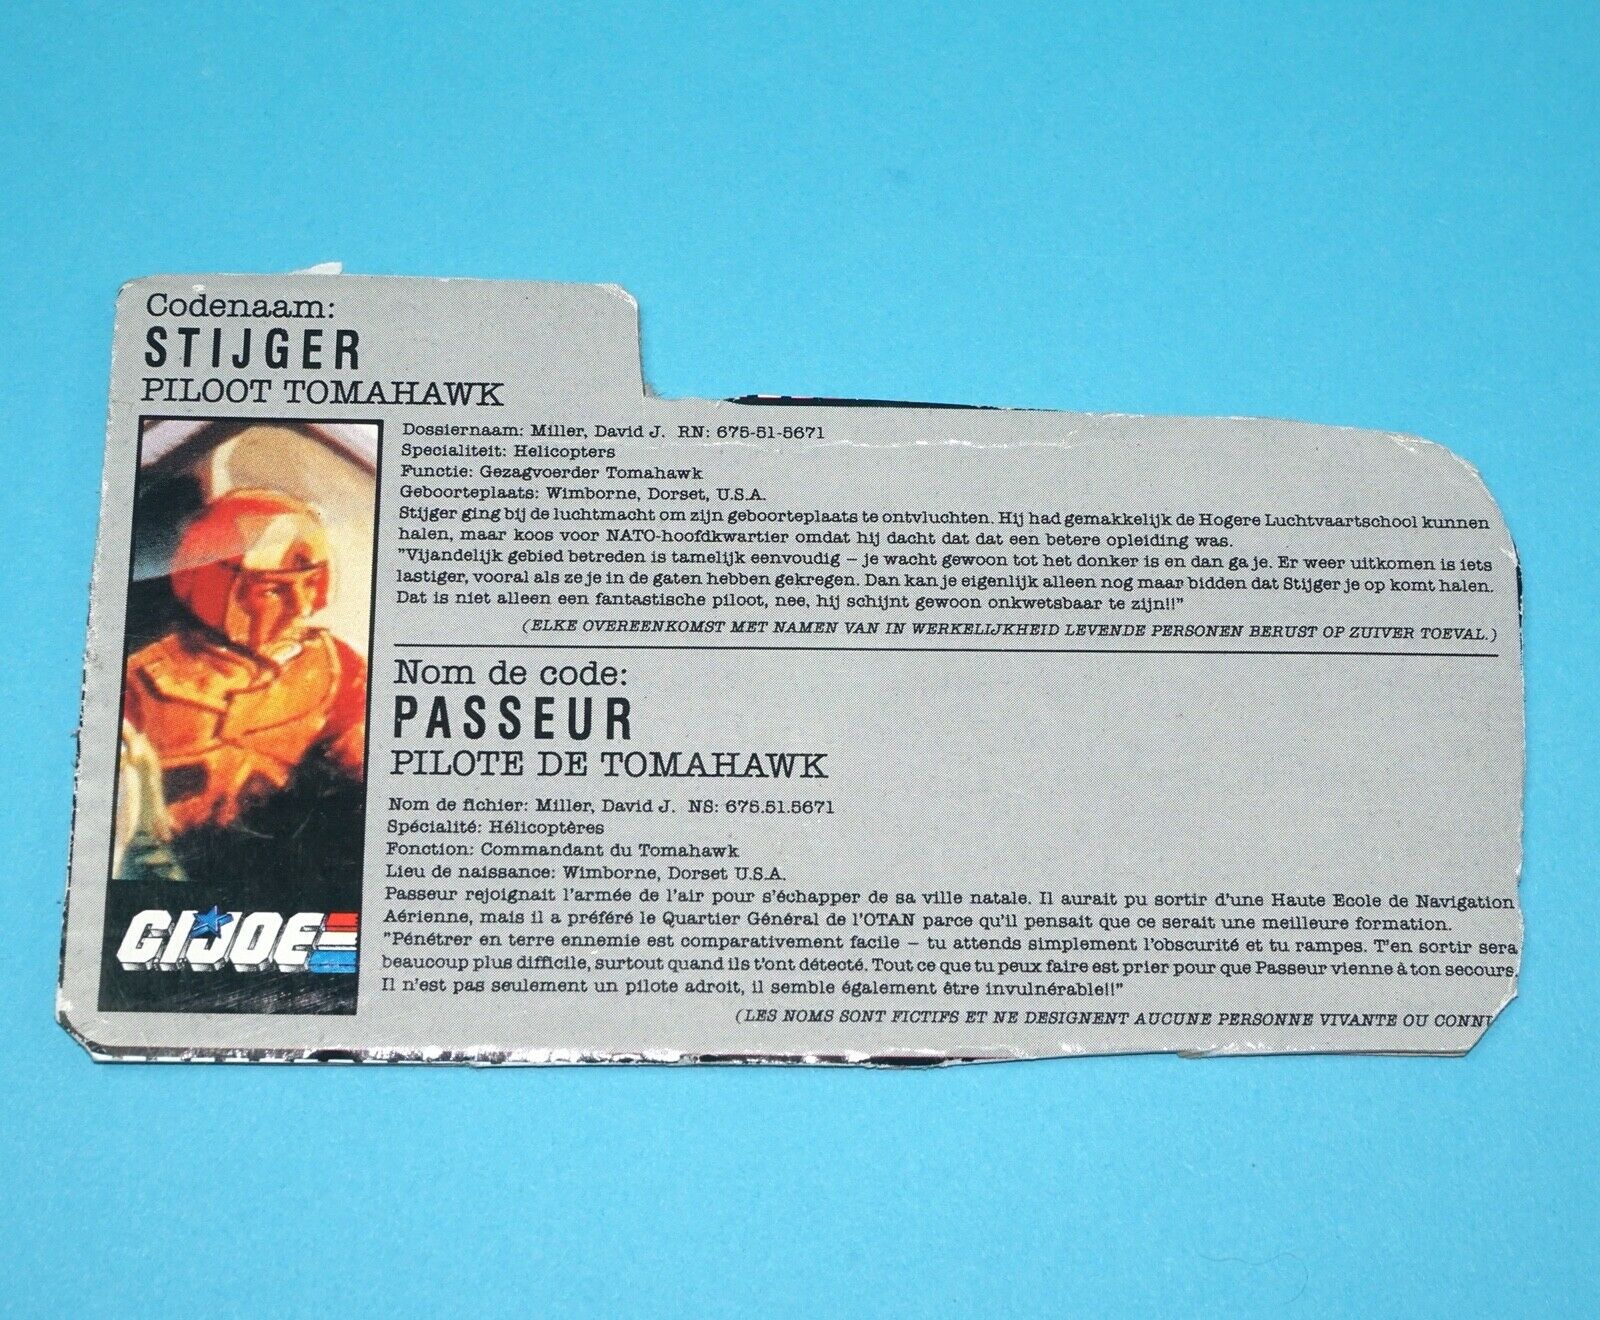 Codenaam:
STIJGER
PILOOT TOMAHAWK
Dossiernaam: Miller, David J. RN: 675-51-5671
Specialiteit: Helicopters
Functie: Gezagvoerder Tomahawk
Geboorteplaats: Wimborne, Dorset, U.S.A.
Stijger ging bij de luchtmacht om zijn geboorteplaats te ontvluchten. Hij had gemakkelijk de Hogere Luchtvaartschool kunnen
halen, maar koos voor NATO-hoofdkwartier omdat hij dacht dat dat een betere opleiding was.
"Vijandelijk gebied betreden is tamelijk eenvoudig – je wacht gewoon tot het donker is en dan ga je. Er weer uitkomen is iets
lastiger, vooral als ze je in de gaten hebben gekregen. Dan kan je eigenlijk alleen nog maar bidden dat Stijger je op komt halen.
Dat is niet alleen een fantastische piloot, nee, hij schijnt gewoon onkwetsbaar te zijn!!"
(ELKE OVEREENKOMST MET NAMEN VAN IN WERKELIJKHEID LEVENDE PERSONEN BERUST OP ZUIVER TOEVAL.)
Nom de code:
PASSEUR
PILOTE DE TOMAHAWK
Nom de fichier: Miller, David J. NS: 675.51.5671
Spécialité: Hélicoptères
Fonction: Commandant du Tomahawk
Lieu de naissance: Wimborne, Dorset U.S.A.
Passeur rejoignait l'armée de l'air pour s'échapper de sa ville natale. Il aurait pu sortir d'une Haute Ecole de Navigation
Aérienne, mais il a préféré le Quartier Général de l'OTAN parce qu'il pensait que ce serait une meilleure formation.
"Pénétrer en terre ennemie est comparativement facile – tu attends simplement l'obscurité et tu rampes. T'en sortir sera
beaucoup plus difficile, surtout quand ils t'ont détecté. Tout ce que tu peux faire est prier pour que Passeur vienne à ton secours.
Il n'est pas seulement un pilote adroit, il semble également être invulnérable!!"
(LES NOMS SONT FICTIFS ET NE DESIGNENT AUCUNE PERSONNE VIVANTE OU
GI JOE